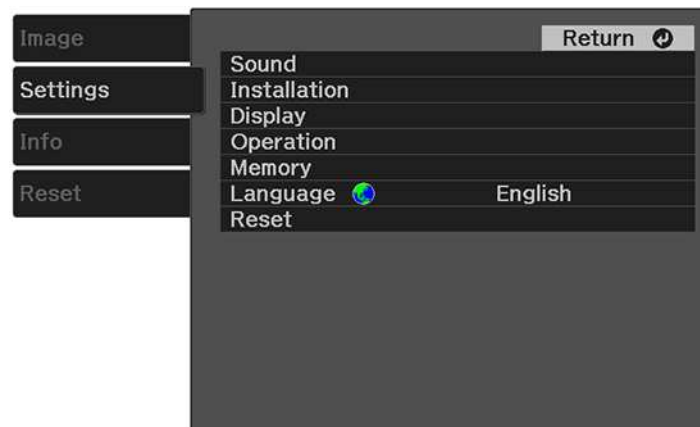 Image
Settings
Info
Reset
Return
Sound
Installation
Display
Operation
Memory
Language English
Reset